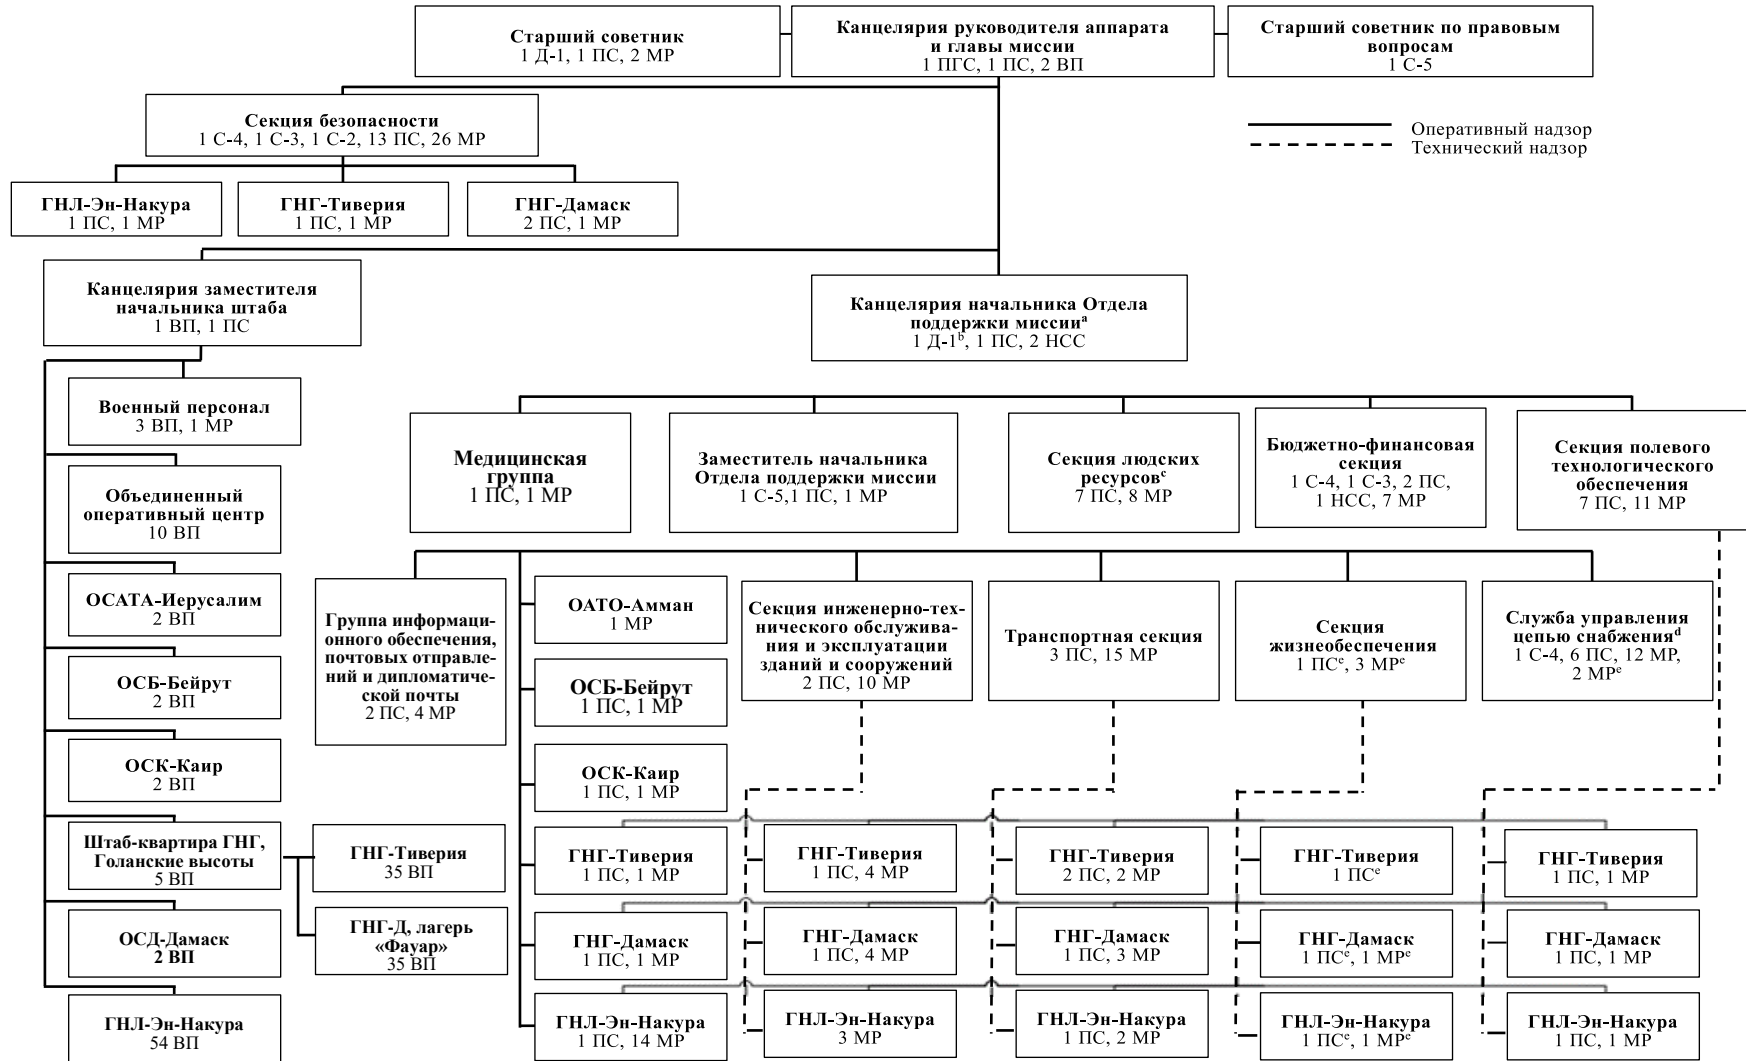 Старший советник
1 Д-1, 1 ПС, 2 МР
Канцелярия руководителя аппарата
и главы миссии
1 ПГС, 1 ПС, 2 ВП
Старший советник по правовым
вопросам
1 С-5
Секция безопасности
1 С-4, 1 С-3, 1 С-2, 13 ПС, 26 МР
Оперативный надзор
Технический надзор
ГНЛ-Эн-Накура
1 ПС, 1 МР
ГНГ-Тиверия
1 ПС, 1 МР
ГНГ-Дамаск
2 ПС, 1 МР
Канцелярия заместителя
начальника штаба
1 ВП, 1 ПС
Канцелярия начальника Отдела
поддержки миссииᵃ
1 Д-1ᵇ, 1 ПС, 2 НСС
Военный персонал
3 ВП, 1 МР
Объединенный
оперативный центр
10 ВП
ОСАТА-Иерусалим
2 ВП
ОСБ-Бейрут
2 ВП
ОСК-Каир
2 ВП
Штаб-квартира ГНГ,
Голанские высоты
5 ВП
ОСД-Дамаск
2 ВП
ГНЛ-Эн-Накура
54 ВП
ГНГ-Тиверия
35 ВП
ГНГ-Д, лагерь
«Фауар»
35 ВП
Медицинская
группа
1 ПС, 1 МР
Заместитель начальника
Отдела поддержки миссии
1 С-5,1 ПС, 1 МР
Секция людских
ресурсовᶜ
7 ПС, 8 МР
Бюджетно-финансовая
секция
1 С-4, 1 С-3, 2 ПС,
1 НСС, 7 МР
Секция полевого
технологического
обеспечения
7 ПС, 11 МР
Группа информаци-
онного обеспечения,
почтовых отправле-
ний и дипломатиче-
ской почты
2 ПС, 4 МР
ОАТО-Амман
1 МР
ОСБ-Бейрут
1 ПС, 1 МР
ОСК-Каир
1 ПС, 1 МР
Секция инженерно-тех-
нического обслужива-
ния и эксплуатации
зданий и сооружений
2 ПС, 10 МР
Транспортная секция
3 ПС, 15 МР
Секция
жизнеобеспечения
1 ПСᵉ, 3 МРᵉ
Служба управления
цепью снабженияᵈ
1 С-4, 6 ПС, 12 МР,
2 МРᵉ
ГНГ-Тиверия
1 ПС, 1 МР
ГНГ-Тиверия
1 ПС, 4 МР
ГНГ-Тиверия
2 ПС, 2 МР
ГНГ-Тиверия
1 ПСᵉ
ГНГ-Тиверия
1 ПС, 1 МР
ГНГ-Дамаск
1 ПС, 1 МР
ГНГ-Дамаск
1 ПС, 4 МР
ГНГ-Дамаск
1 ПС, 3 МР
ГНГ-Дамаск
1 ПСᵉ, 1 МРᵉ
ГНГ-Дамаск
1 ПС, 1 МР
ГНЛ-Эн-Накура
1 ПС, 14 МР
ГНЛ-Эн-Накура
3 МР
ГНЛ-Эн-Накура
1 ПС, 2 МР
ГНЛ-Эн-Накура
1 ПСᵉ, 1 МРᵉ
ГНЛ-Эн-Накура
1 ПС, 1 МР